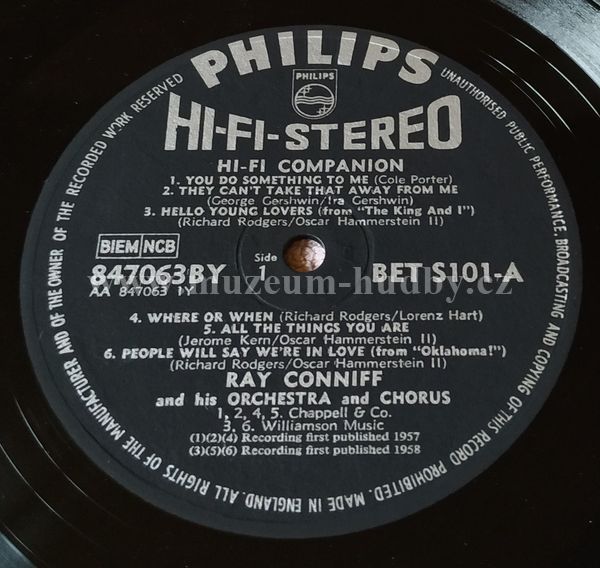 PHILIPS
PHILIPS
HI-FI-STEREO
HI-FI COMPANION
1. YOU DO SOMETHING TO ME (Cole Porter)
2. THEY CAN'T TAKE THAT AWAY FROM ME
(George Gershwin/Ira Gershwin)
3. HELLO YOUNG LOVERS (from "The King And I")
(Richard Rodgers/Oscar Hammerstein II)
BIEM NCB
Side
847063BY 1 BET S101-A
AA 847063 1Y
www.muzeum-hudby.cz
4. WHERE OR WHEN (Richard Rodgers/Lorenz Hart)
5. ALL THE THINGS YOU ARE
(Jerome Kern/Oscar Hammerstein II)
6. PEOPLE WILL SAY WE'RE IN LOVE (from "Oklahoma!")
(Richard Rodgers/Oscar Hammerstein II)
RAY CONNIFF
and his ORCHESTRA and CHORUS
1, 2, 4, 5. Chappell & Co.
3, 6. Williamson Music
(1)(2)(4) Recording first published 1957
(3)(5)(6) Recording first published 1958
ALL RIGHTS OF THE MANUFACTURER AND OF THE OWNER OF THE RECORDED WORK RESERVED
UNAUTHORISED PUBLIC PERFORMANCE, BROADCASTING AND COPYING OF THIS RECORD PROHIBITED. MADE IN ENGLAND.